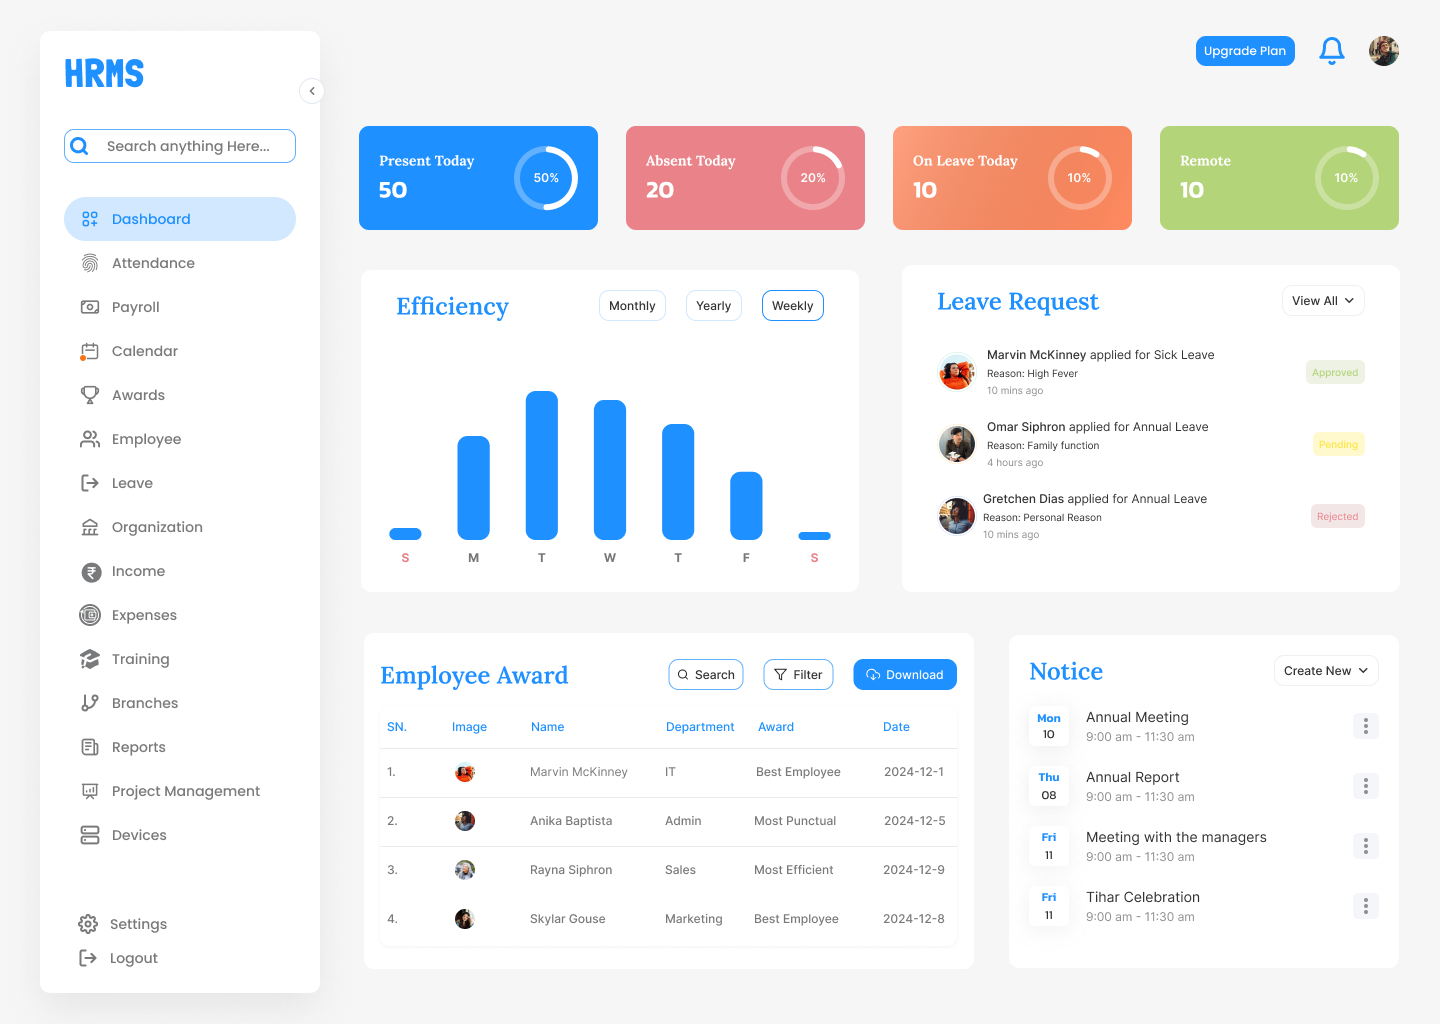 HRMS
Search anything Here...
Dashboard
Attendance
Payroll
Calendar
Awards
Employee
Leave
Organization
Income
Expenses
Training
Branches
Reports
Project Management
Devices
Settings
Logout
Upgrade Plan
Present Today
50
50%
Absent Today
20
20%
On Leave Today
10
10%
Remote
10
10%
Efficiency
Monthly
Yearly
Weekly
S M T W T F S
Leave Request
View All
Marvin McKinney applied for Sick Leave
Reason: High Fever
10 mins ago
Approved
Omar Siphron applied for Annual Leave
Reason: Family function
4 hours ago
Pending
Gretchen Dias applied for Annual Leave
Reason: Personal Reason
10 mins ago
Rejected
Employee Award
Search
Filter
Download
SN. Image Name Department Award Date
1. Marvin McKinney IT Best Employee 2024-12-1
2. Anika Baptista Admin Most Punctual 2024-12-5
3. Rayna Siphron Sales Most Efficient 2024-12-9
4. Skylar Gouse Marketing Best Employee 2024-12-8
Notice
Create New
Mon
10
Annual Meeting
9:00 am - 11:30 am
Thu
08
Annual Report
9:00 am - 11:30 am
Fri
11
Meeting with the managers
9:00 am - 11:30 am
Fri
11
Tihar Celebration
9:00 am - 11:30 am